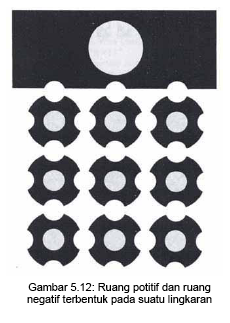 Gambar 5.12: Ruang potitif dan ruang
negatif terbentuk pada suatu lingkaran